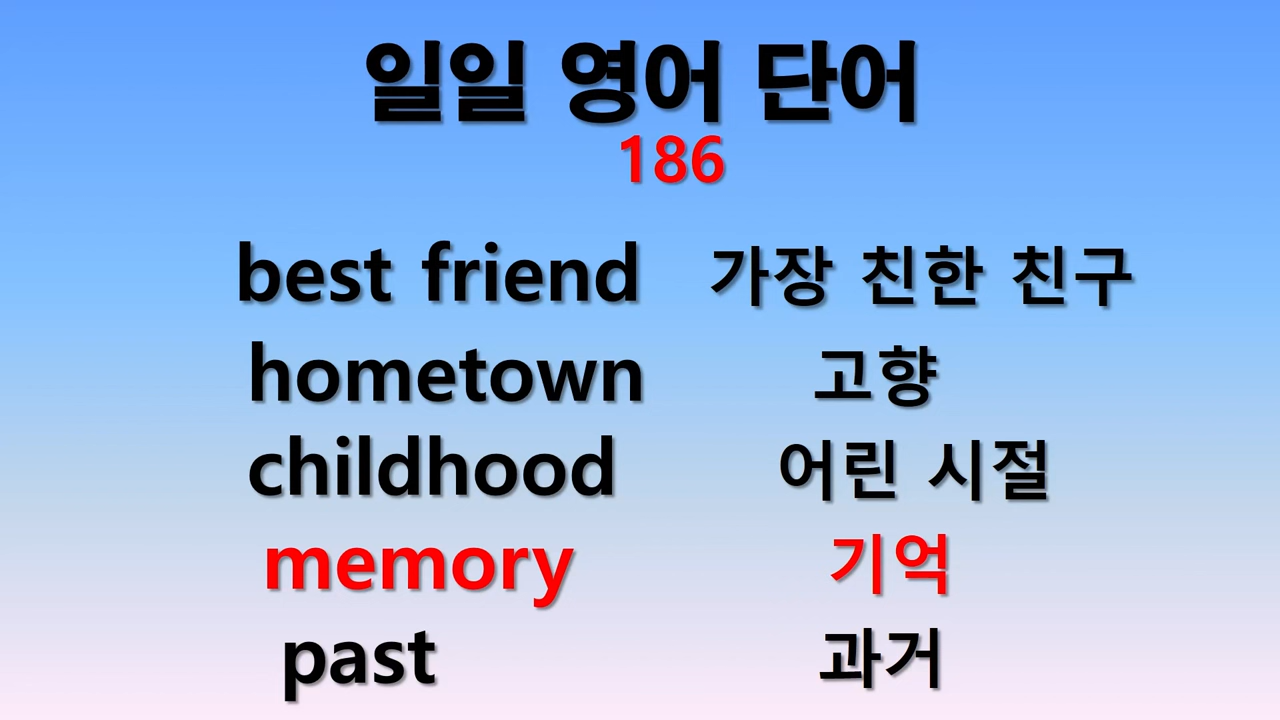 일일 영어 단어
186
best friend 가장 친한 친구
hometown 고향
childhood 어린 시절
memory 기억
past 과거